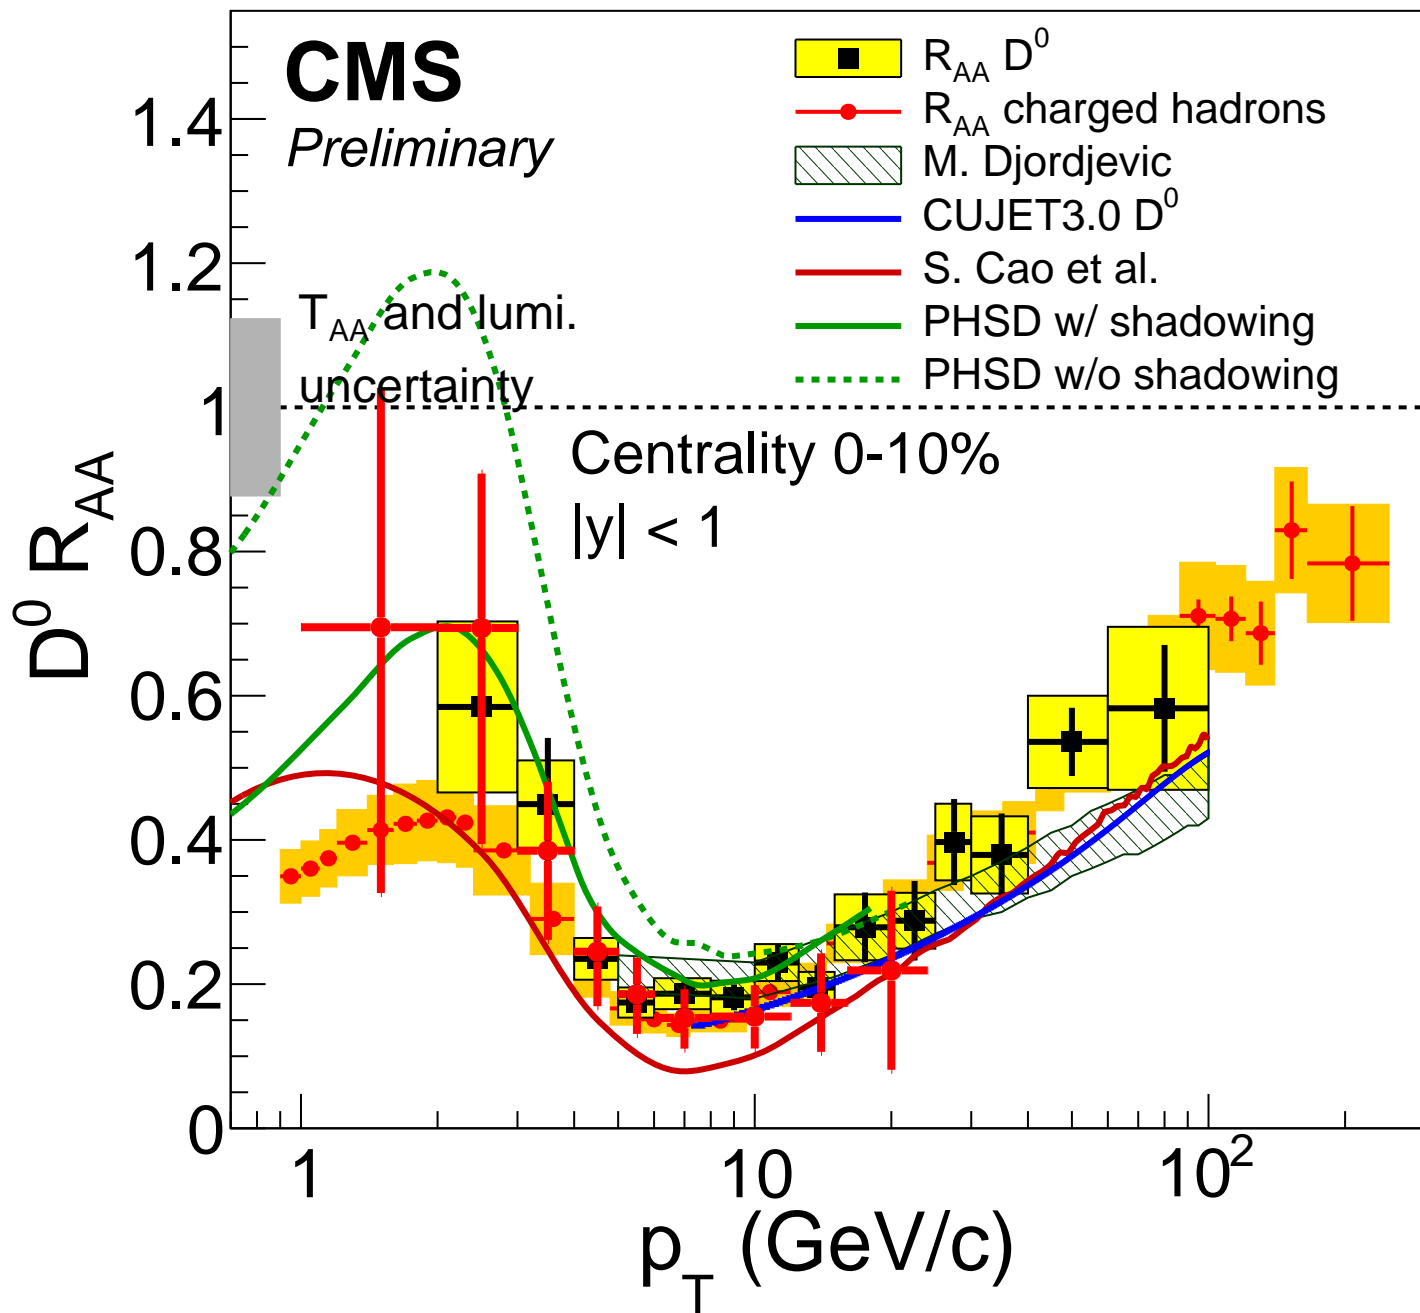 CMS
Preliminary
R_AA D^0
R_AA charged hadrons
M. Djordjevic
CUJET3.0 D^0
S. Cao et al.
PHSD w/ shadowing
PHSD w/o shadowing
T_AA and lumi.
uncertainty
Centrality 0-10%
|y| < 1
D^0 R_AA
1.4
1.2
1
0.8
0.6
0.4
0.2
0
1
10
10^2
p_T (GeV/c)